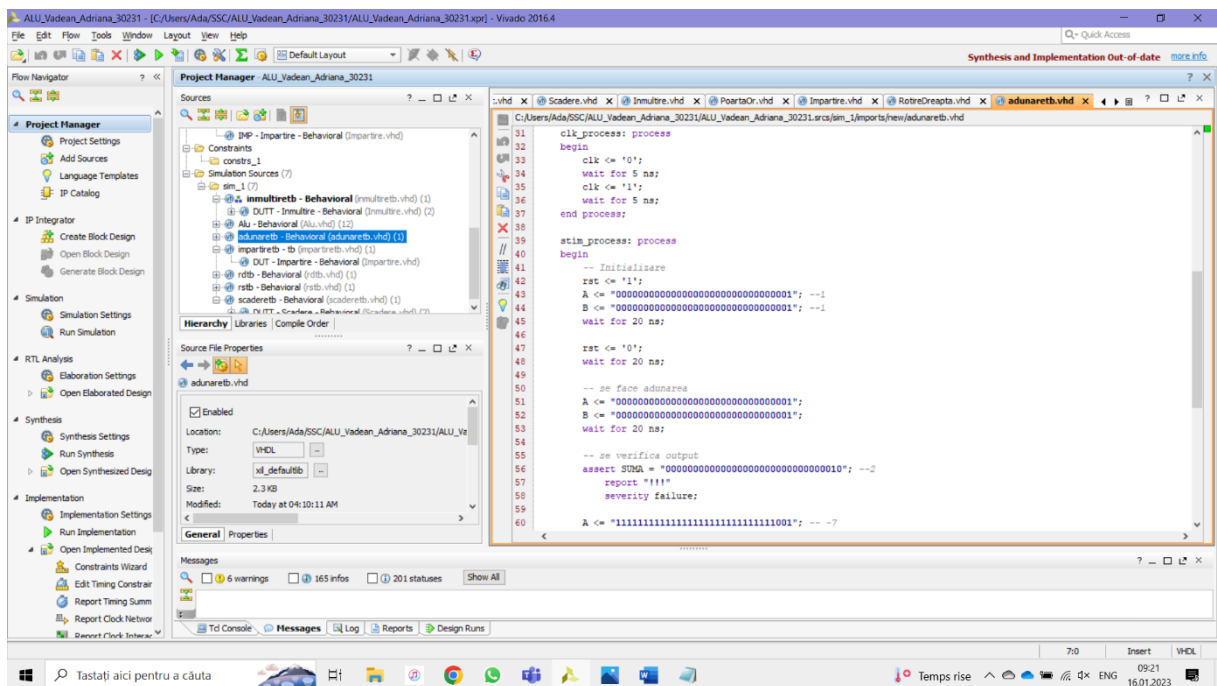 ALU_Vadean_Adriana_30231 - [C:/Users/Ada/SSC/ALU_Vadean_Adriana_30231/ALU_Vadean_Adriana_30231.xpr] - Vivado 2016.4
File Edit Flow Tools Window Layout View Help
Quick Access
Default Layout
Synthesis and Implementation Out-of-date more info
Flow Navigator
Project Manager
Project Settings
Add Sources
Language Templates
IP Catalog
IP Integrator
Create Block Design
Open Block Design
Generate Block Design
Simulation
Simulation Settings
Run Simulation
RTL Analysis
Elaboration Settings
Open Elaborated Design
Synthesis
Synthesis Settings
Run Synthesis
Open Synthesized Desig
Implementation
Implementation Settings
Run Implementation
Open Implemented Desig
Constraints Wizard
Edit Timing Constrair
Report Timing Summ
Report Clock Networ
Report Clock Interac
Project Manager - ALU_Vadean_Adriana_30231
Sources
IMP - Impartire - Behavioral (Impartire.vhd)
Constraints
constrs_1
Simulation Sources (7)
sim_1 (7)
inmultiretb - Behavioral (inmultiretb.vhd) (1)
DUTT - Inmultire - Behavioral (Inmultire.vhd) (2)
Alu - Behavioral (Alu.vhd) (12)
adunaretb - Behavioral (adunaretb.vhd) (1)
impartiretb - tb (impartiretb.vhd) (1)
DUT - Impartire - Behavioral (Impartire.vhd)
rdtb - Behavioral (rdtb.vhd) (1)
rstb - Behavioral (rstb.vhd) (1)
scaderetb - Behavioral (scaderetb.vhd) (1)
DUTT - Scadere - Behavioral (Scadere.vhd) (2)
Hierarchy Libraries Compile Order
Source File Properties
adunaretb.vhd
Enabled
Location: C:/Users/Ada/SSC/ALU_Vadean_Adriana_30231/ALU_Va
Type: VHDL
Library: xil_defaultlib
Size: 2.3 KB
Modified: Today at 04:10:11 AM
General Properties
:.vhd Scadere.vhd Inmultire.vhd PoartaOr.vhd Impartire.vhd RotireDreapta.vhd adunaretb.vhd
C:/Users/Ada/SSC/ALU_Vadean_Adriana_30231/ALU_Vadean_Adriana_30231.srcs/sim_1/imports/new/adunaretb.vhd
31 clk_process: process
32 begin
33 clk <= '0';
34 wait for 5 ns;
35 clk <= '1';
36 wait for 5 ns;
37 end process;
38
39 stim_process: process
40 begin
41 -- Initializare
42 rst <= '1';
43 A <= "00000000000000000000000000000001"; --1
44 B <= "00000000000000000000000000000001"; --1
45 wait for 20 ns;
46
47 rst <= '0';
48 wait for 20 ns;
49
50 -- se face adunarea
51 A <= "00000000000000000000000000000001";
52 B <= "00000000000000000000000000000001";
53 wait for 20 ns;
54
55 -- se verifica output
56 assert SUMA = "00000000000000000000000000000010"; --2
57 report "!!!"
58 severity failure;
59
60 A <= "11111111111111111111111111111001"; -- -7
Messages
6 warnings 165 infos 201 statuses Show All
Tcl Console Messages Log Reports Design Runs
7:0 Insert VHDL
Tastați aici pentru a căuta
Temps rise ENG 09:21
16.01.2023